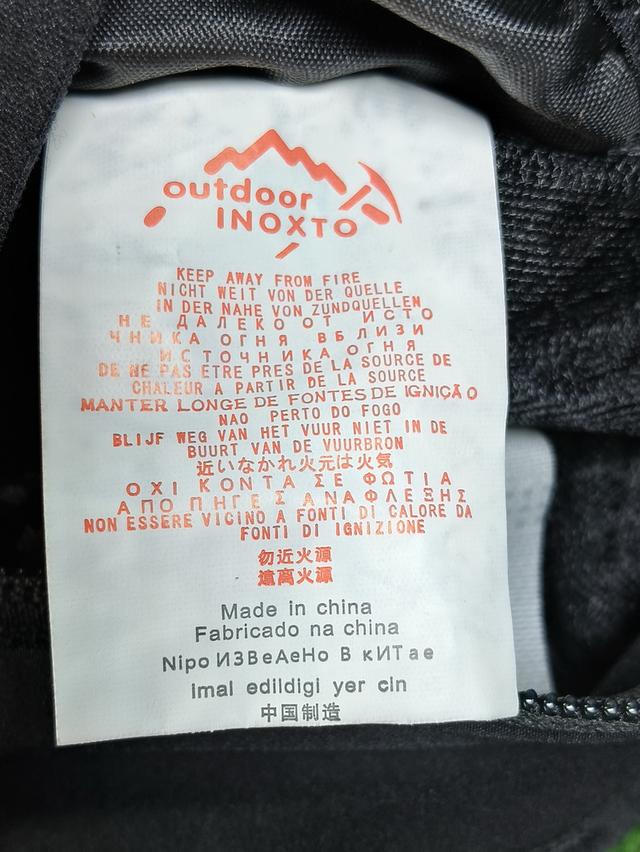 outdoor
INOXTO
KEEP AWAY FROM FIRE
NICHT WEIT VON DER QUELLE
IN DER NAHE VON ZUNDQUELLEN
НЕ ДАЛЕКО ОТ ИСТО
ЧНИКА ОГНЯ ВБЛИЗИ
ИСТОЧНИКА ОГНЯ
DE NE PAS ETRE PRES DE LA SOURCE DE
CHALEUR A PARTIR DE LA SOURCE
MANTER LONGE DE FONTES DE IGNIÇÃO
NAO PERTO DO FOGO
BLIJF WEG VAN HET VUUR NIET IN DE
BUURT VAN DE VUURBRON
近いなかれ火元は火気
ΟΧΙ ΚΟΝΤΑ ΣΕ ΦΩΤΙΑ
ΑΠΟ ΠΗΓΕΣ ΑΝΑΦΛΕΞΗΣ
NON ESSERE VICINO A FONTI DI CALORE DA
FONTI DI IGNIZIONE
勿近火源
遠离火源
Made in china
Fabricado na china
Nipo ИЗВеАеНо В кИТае
imal edildigi yer cin
中国制造